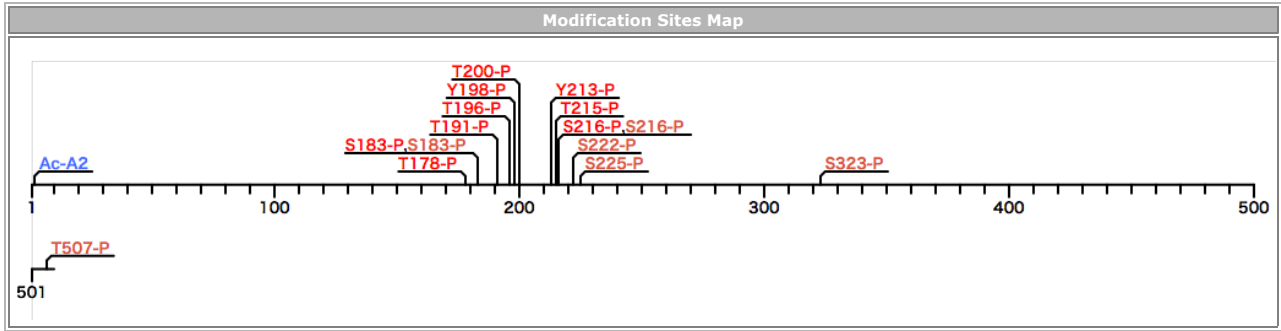 Modification Sites Map
T200-P
Y198-P Y213-P
T196-P T215-P
T191-P S216-P,S216-P
S183-P,S183-P S222-P
Ac-A2 T178-P S225-P S323-P
1 100 200 300 400 500
T507-P
501